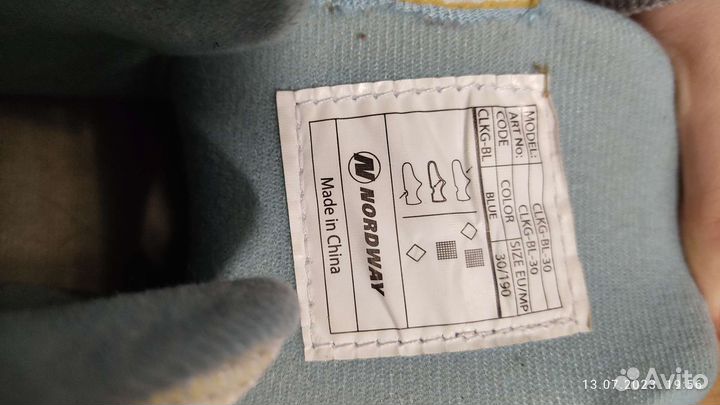 MODEL: CLKG-BL-30
ART No: CLKG-BL-30
CODE COLOR SIZE EU/MP
CLKG-BL BLUE 30/190
NORDWAY
Made in China
13.07.2023 19:56
Avito